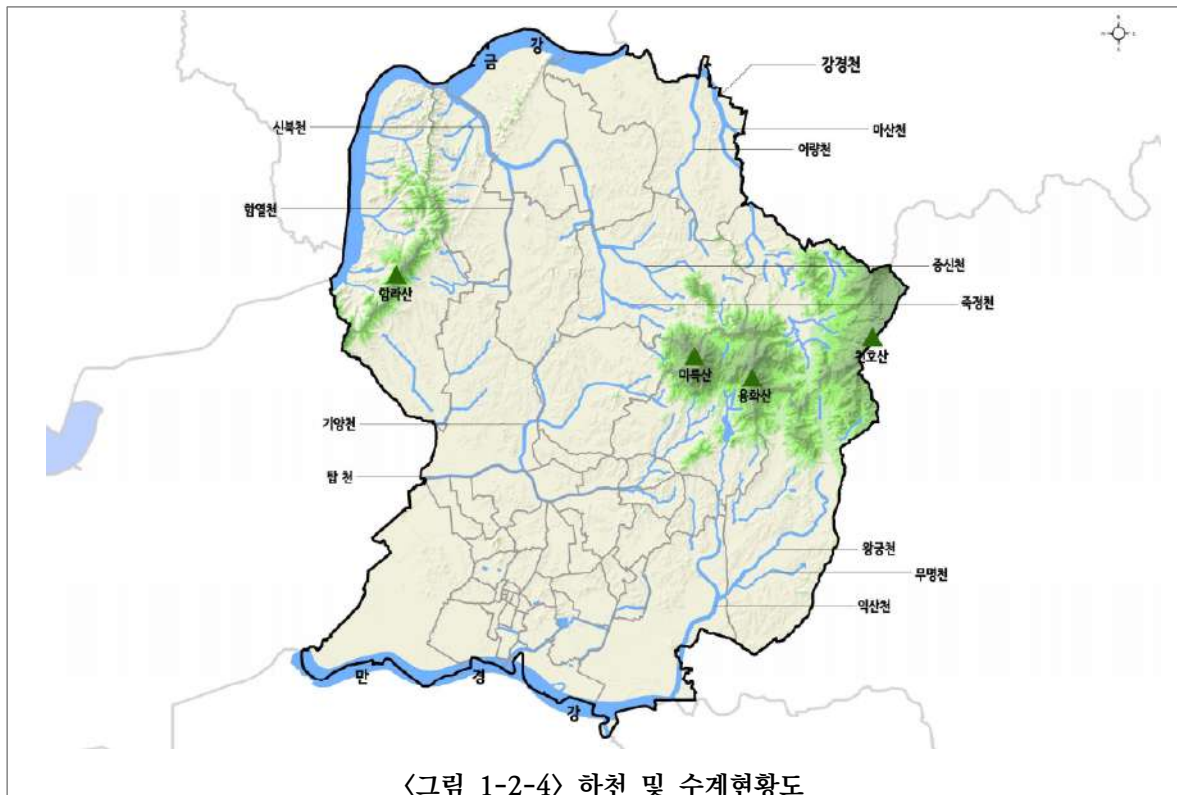 금 강
강경천
신북천
마산천
어량천
함열천
중신천
함라산
죽정천
천호산
미륵산
용화산
기양천
탑 천
왕궁천
무명천
익산천
만 경 강
〈그림 1-2-4〉 하천 및 수계현황도